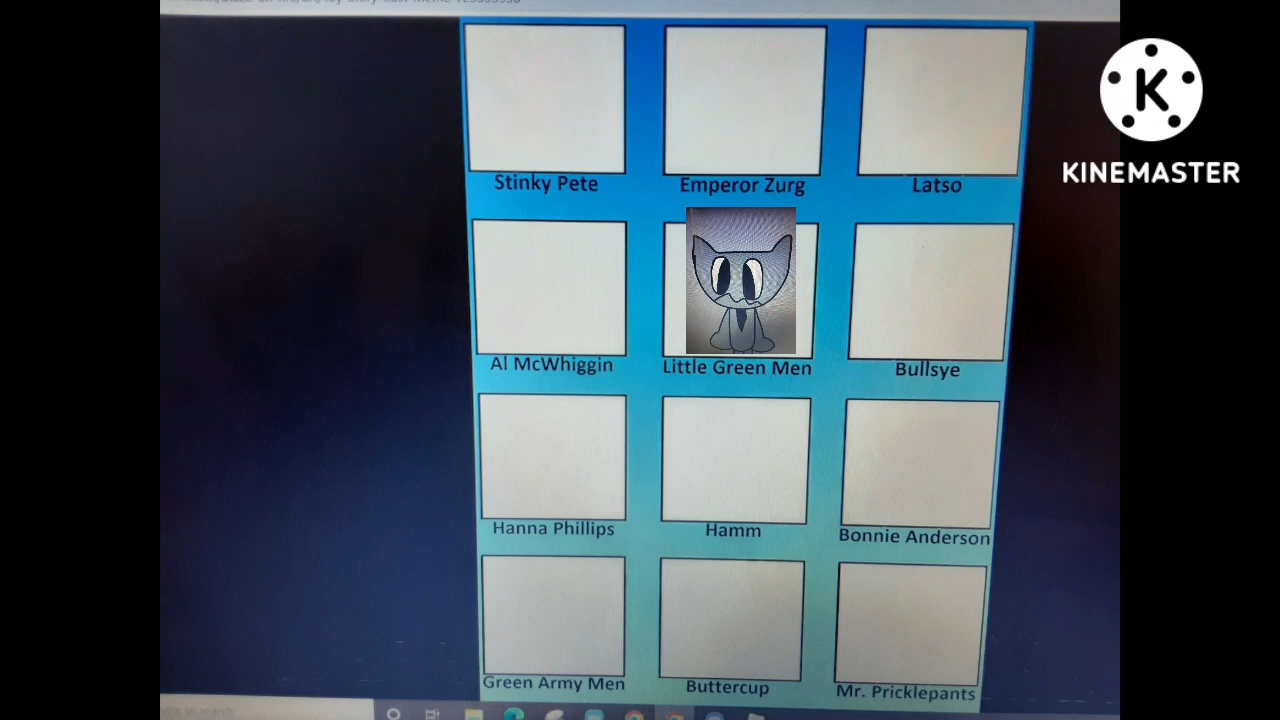 Stinky Pete
Emperor Zurg
Latso
KINEMASTER
Al McWhiggin
Little Green Men
Bullsye
Hanna Phillips
Hamm
Bonnie Anderson
Green Army Men
Buttercup
Mr. Pricklepants